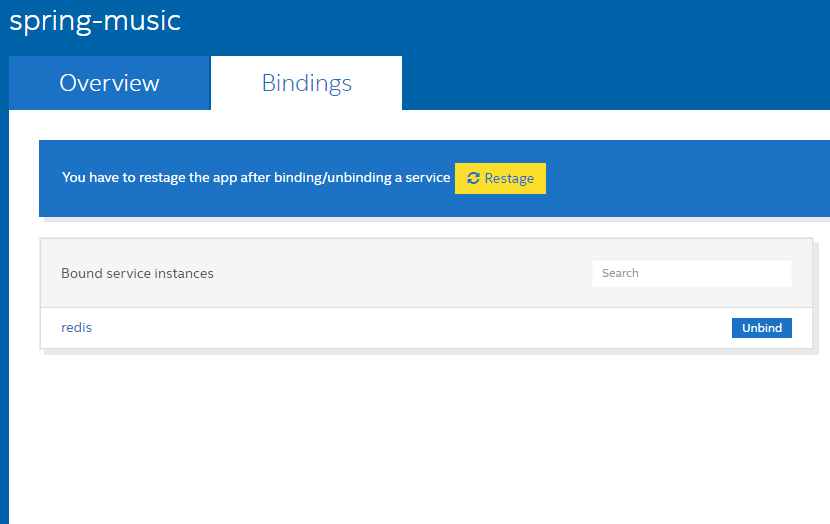 spring-music
Overview
Bindings
You have to restage the app after binding/unbinding a service Restage
Bound service instances
Search
redis
Unbind